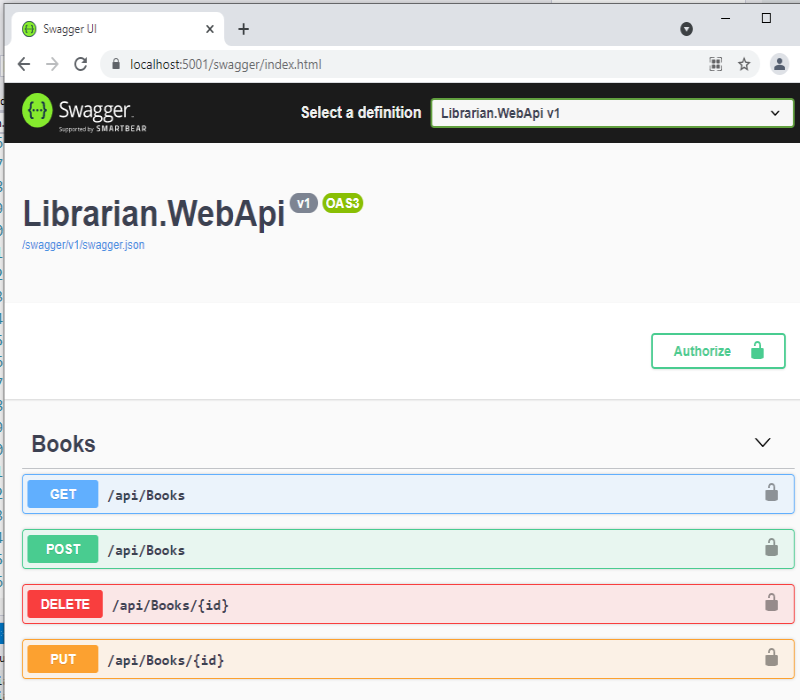 Swagger UI
localhost:5001/swagger/index.html
{...} Swagger
Supported by SMARTBEAR
Select a definition
Librarian.WebApi v1
Librarian.WebApi v1 OAS3
/swagger/v1/swagger.json
Authorize
Books
GET /api/Books
POST /api/Books
DELETE /api/Books/{id}
PUT /api/Books/{id}